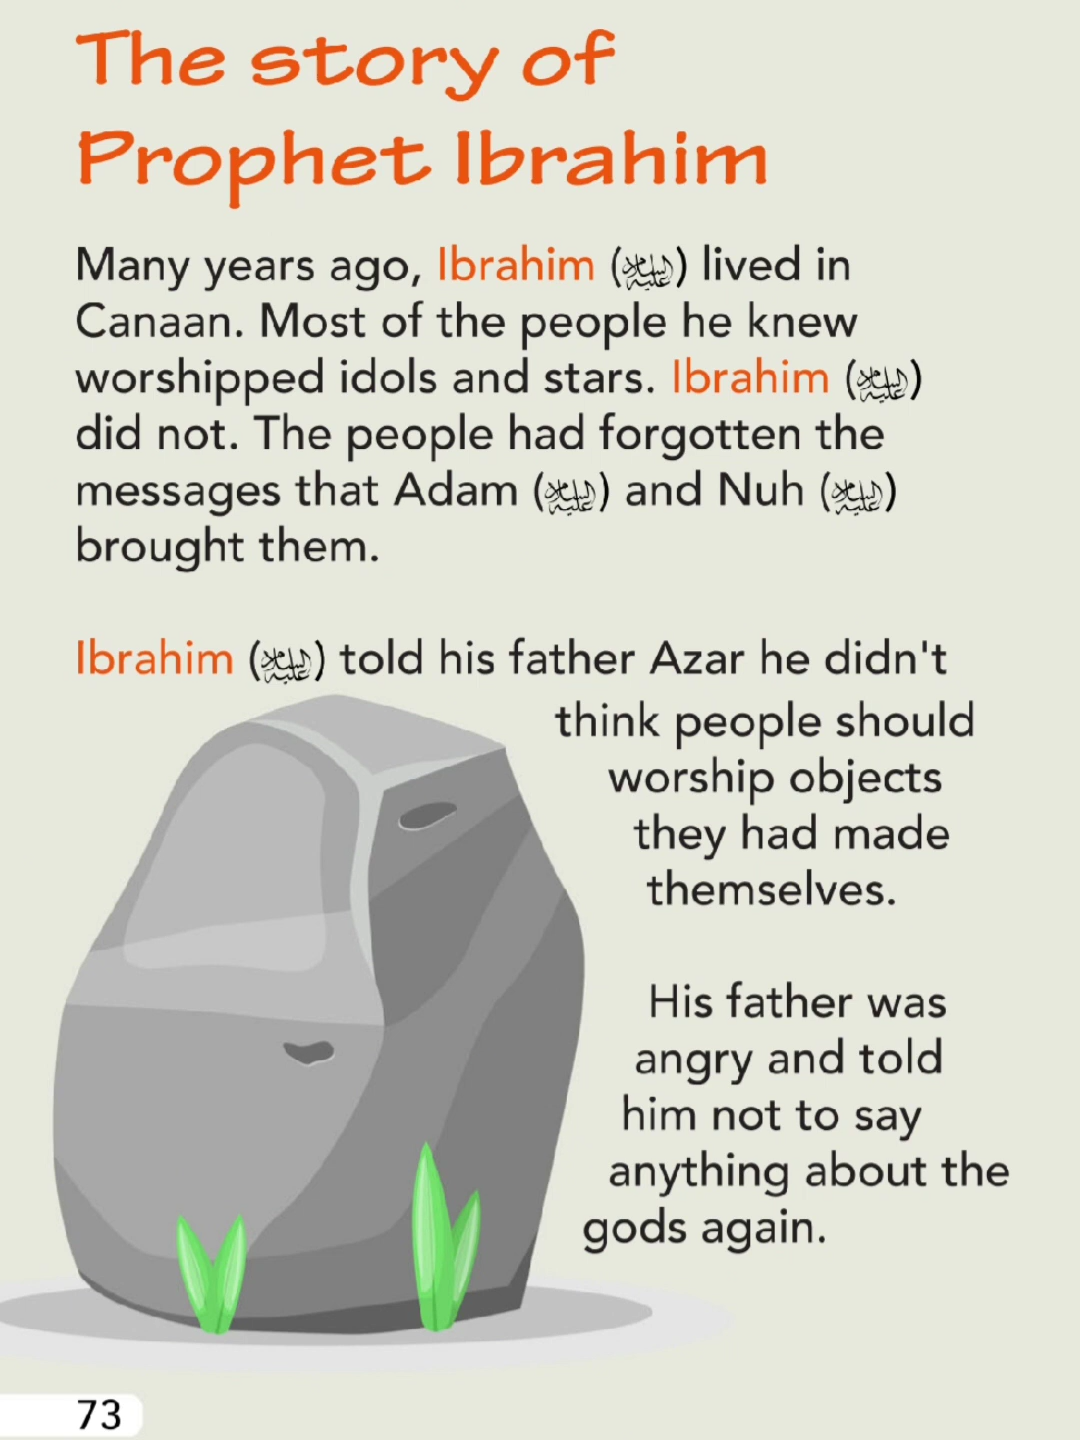 The story of
Prophet Ibrahim
Many years ago, Ibrahim (عليه السلام) lived in
Canaan. Most of the people he knew
worshipped idols and stars. Ibrahim (عليه السلام)
did not. The people had forgotten the
messages that Adam (عليه السلام) and Nuh (عليه السلام)
brought them.
Ibrahim (عليه السلام) told his father Azar he didn't
think people should
worship objects
they had made
themselves.
His father was
angry and told
him not to say
anything about the
gods again.
73